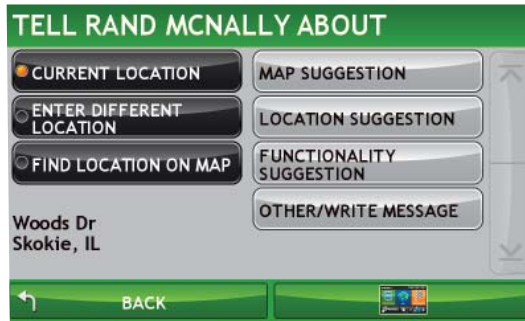 TELL RAND MCNALLY ABOUT
CURRENT LOCATION
ENTER DIFFERENT
LOCATION
FIND LOCATION ON MAP
Woods Dr
Skokie, IL
MAP SUGGESTION
LOCATION SUGGESTION
FUNCTIONALITY
SUGGESTION
OTHER/WRITE MESSAGE
BACK